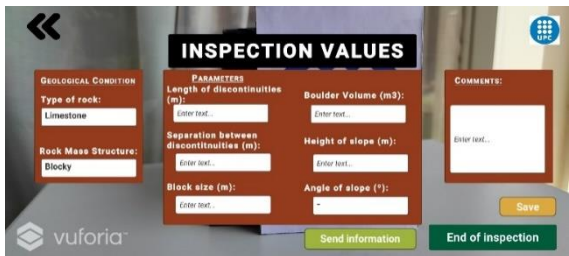 UPC
INSPECTION VALUES
GEOLOGICAL CONDITION
Type of rock:
Limestone
Rock Mass Structure:
Blocky
PARAMETERS
Length of discontinuities
(m):
Enter text...
Separation between
discontitnuities (m):
Enter text...
Block size (m):
Enter text...
Boulder Volume (m3):
Enter text...
Height of slope (m):
Enter text...
Angle of slope (º):
-
COMMENTS:
Enter text...
Save
vuforia™
Send information
End of inspection